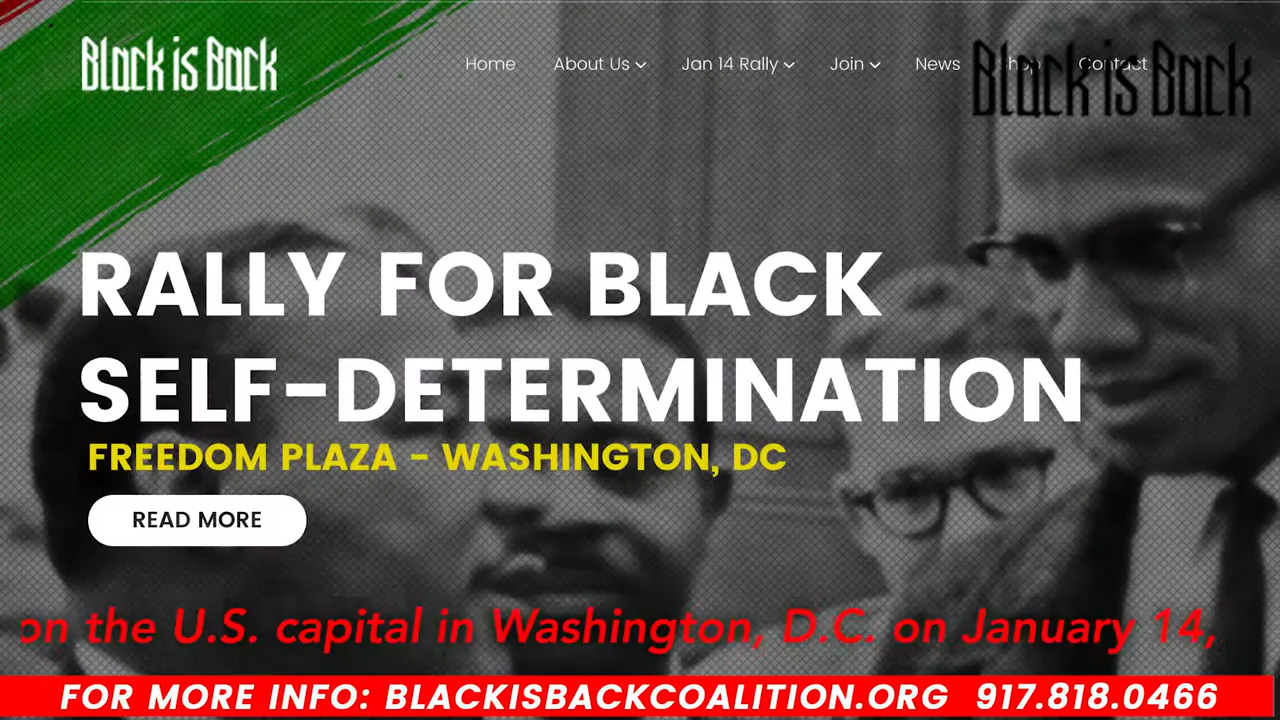 Black is Back
Home About Us Jan 14 Rally Join News Shop Contact
Black is Back
RALLY FOR BLACK
SELF-DETERMINATION
FREEDOM PLAZA - WASHINGTON, DC
READ MORE
on the U.S. capital in Washington, D.C. on January 14,
FOR MORE INFO: BLACKISBACKCOALITION.ORG 917.818.0466